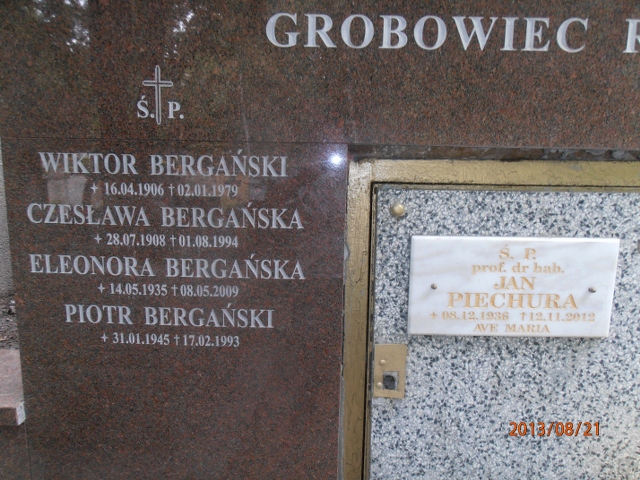 GROBOWIEC R
Ś. P.
WIKTOR BERGAŃSKI
+ 16.04.1906 † 02.01.1979
CZESŁAWA BERGAŃSKA
+ 28.07.1908 † 01.08.1994
ELEONORA BERGAŃSKA
+ 14.05.1935 † 08.05.2009
PIOTR BERGAŃSKI
+ 31.01.1945 † 17.02.1993
Ś. P.
prof. dr hab.
JAN
PIECHURA
+ 08.12.1936 † 12.11.2012
AVE MARIA
2013/08/21